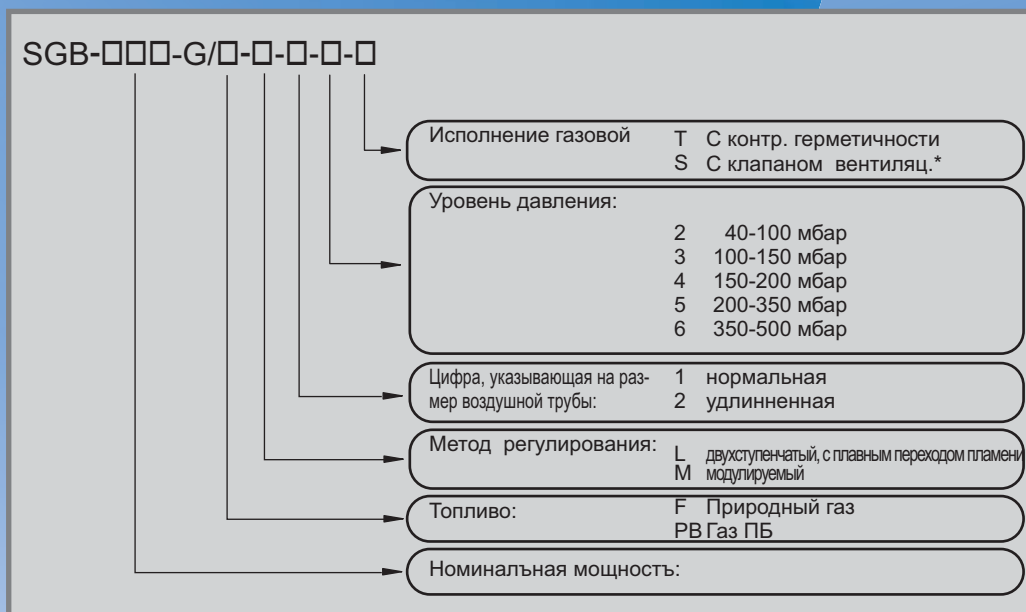 SGB-□□□-G/□-□-□-□-□
Исполнение газовой T С контр. герметичности
S С клапаном вентиляц.*
Уровень давления:
2 40-100 мбар
3 100-150 мбар
4 150-200 мбар
5 200-350 мбар
6 350-500 мбар
Цифра, указывающая на раз- 1 нормальная
мер воздушной трубы: 2 удлинненная
Метод регулирования: L двухступенчатый, с плавным переходом пламени
M модулируемый
Топливо: F Природный газ
PB Газ ПБ
Номиналъная мощностъ: